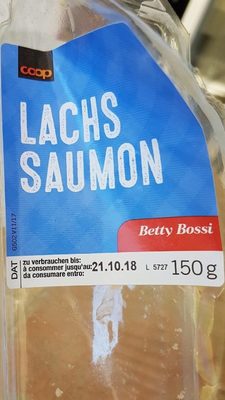 coop
LACHS
SAUMON
Betty Bossi
DAT
zu verbrauchen bis:
à consommer jusqu'au: 21.10.18 L 5727 150 g
da consumare entro: